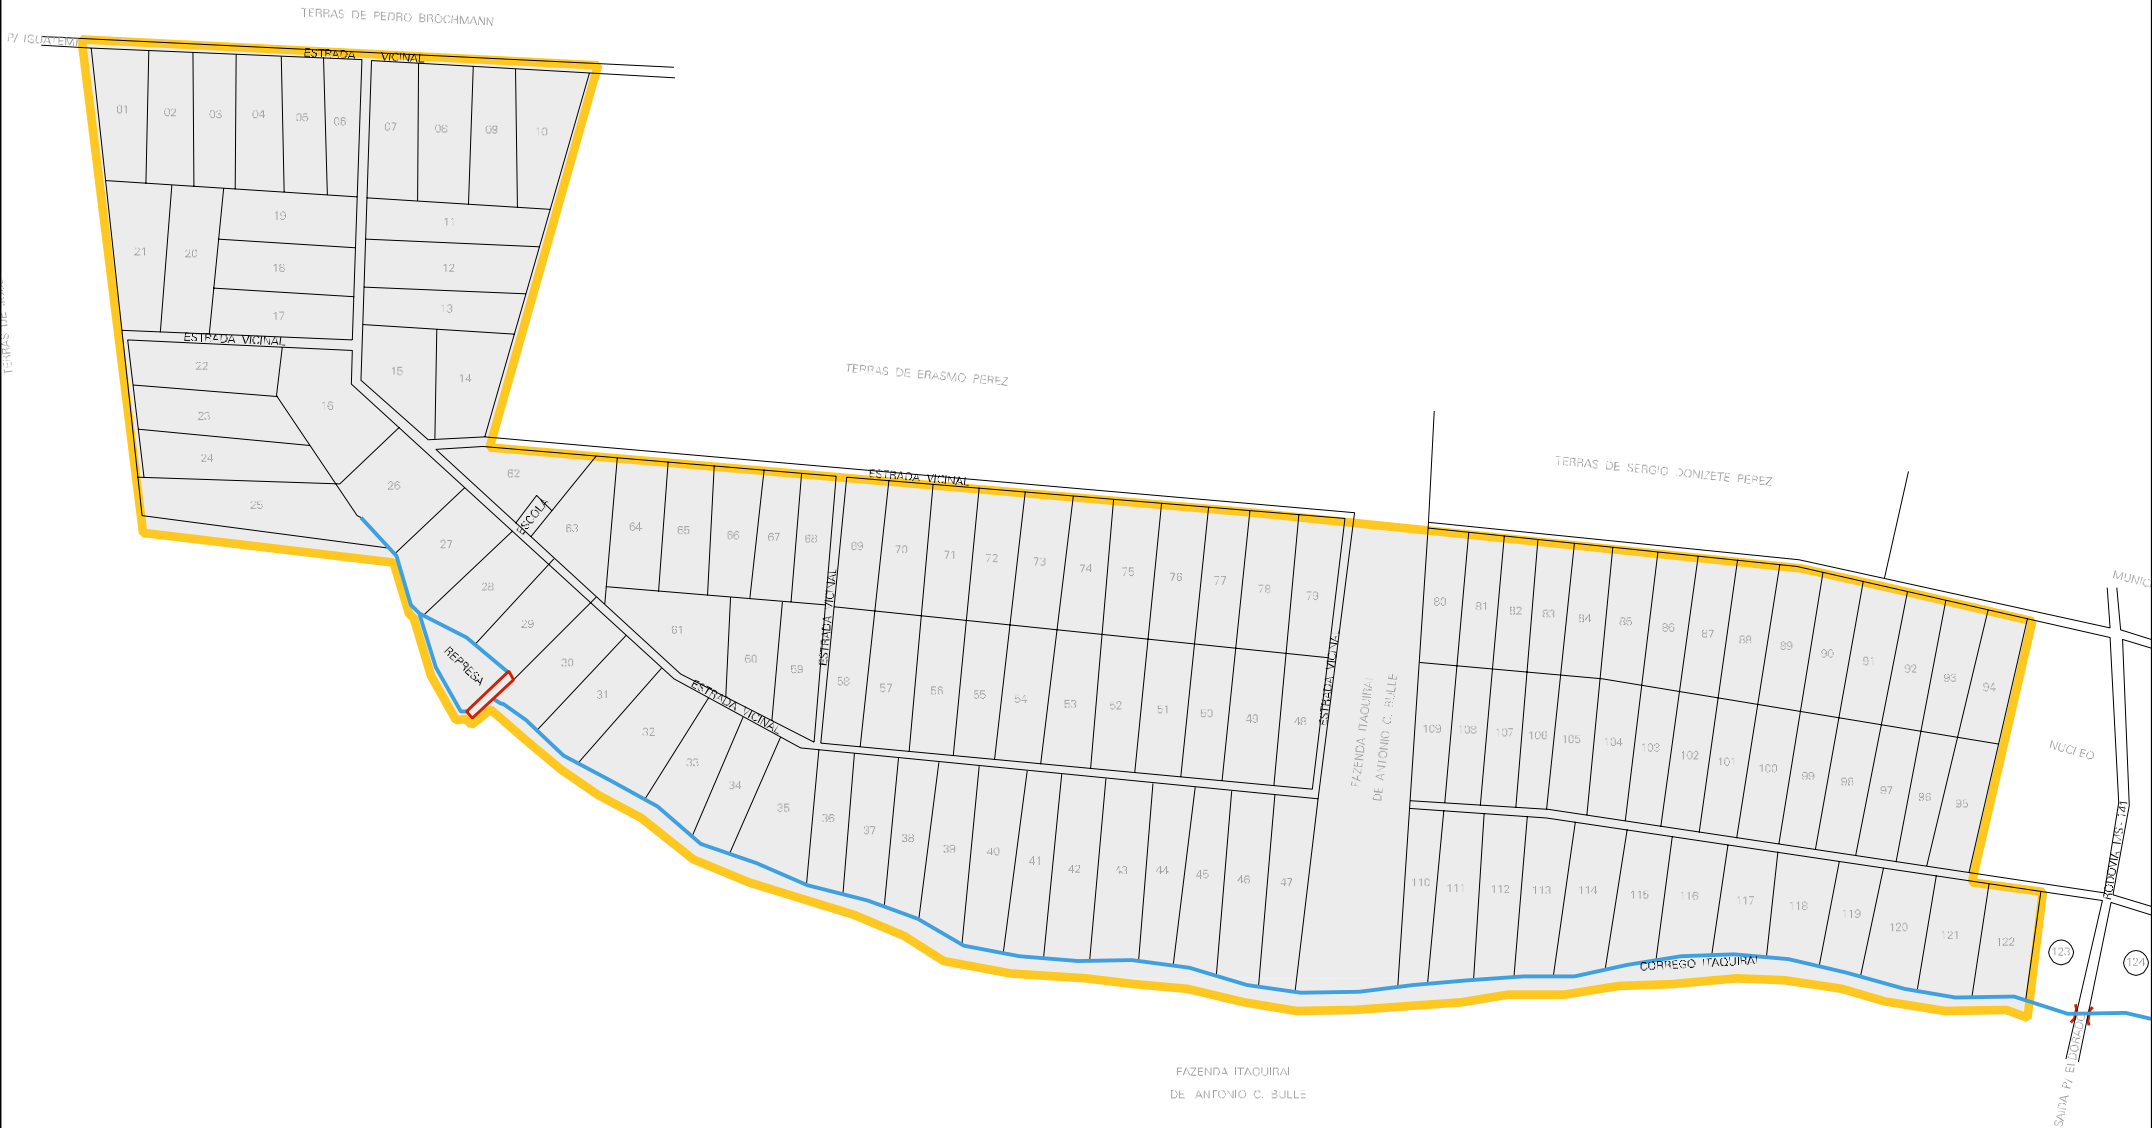 TERRAS DE PEDRO BROCHMANN
P/ IGUATEMI
ESTRADA VICINAL
01 02 03 04 05 06 07 08 09 10
11
19
21 20
18 12
17 13
ESTRADA VICINAL
22 15 14
16
23
24
25 26
TERRAS DE ERASMO PEREZ
ESTRADA VICINAL
TERRAS DE SERGIO DONIZETE PEREZ
62
ESCOLA
63 64 65 66 67 68 69 70 71 72 73 74 75 76 77 78 79
27
28
29
30
31
32
33
34
35
REPRESA
ESTRADA VICINAL
61 60 59
ESTRADA VICINAL
58 57 56 55 54 53 52 51 50 49 48
ESTRADA VICINAL
FAZENDA ITAQUIRAI
DE ANTONIO C. BULLE
80 81 82 83 84 85 86 87 88 89 90 91 92 93 94
109 108 107 106 105 104 103 102 101 100 99 98 97 96 95
NUCLEO
RODOVIA MS-141
36 37 38 39 40 41 42 43 44 45 46 47
110 111 112 113 114 115 116 117 118 119 120 121 122
123 124
CORREGO ITAQUIRAI
SAIDA P/ ELDORADO
FAZENDA ITAQUIRAI
DE ANTONIO C. BULLE